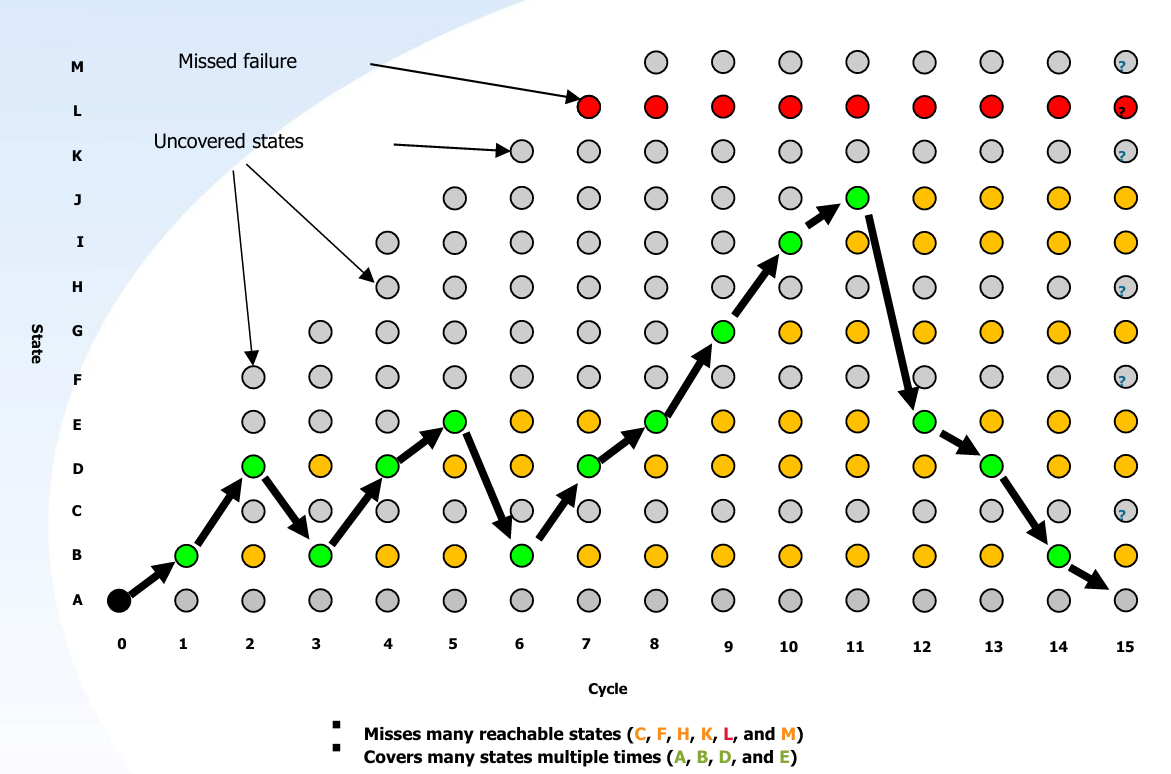 M
Missed failure
?
L
?
Uncovered states
K
?
J
I
H
?
G
State
F
?
E
D
C
?
B
A
0 1 2 3 4 5 6 7 8 9 10 11 12 13 14 15
Cycle
▪ Misses many reachable states (C, F, H, K, L, and M)
▪ Covers many states multiple times (A, B, D, and E)